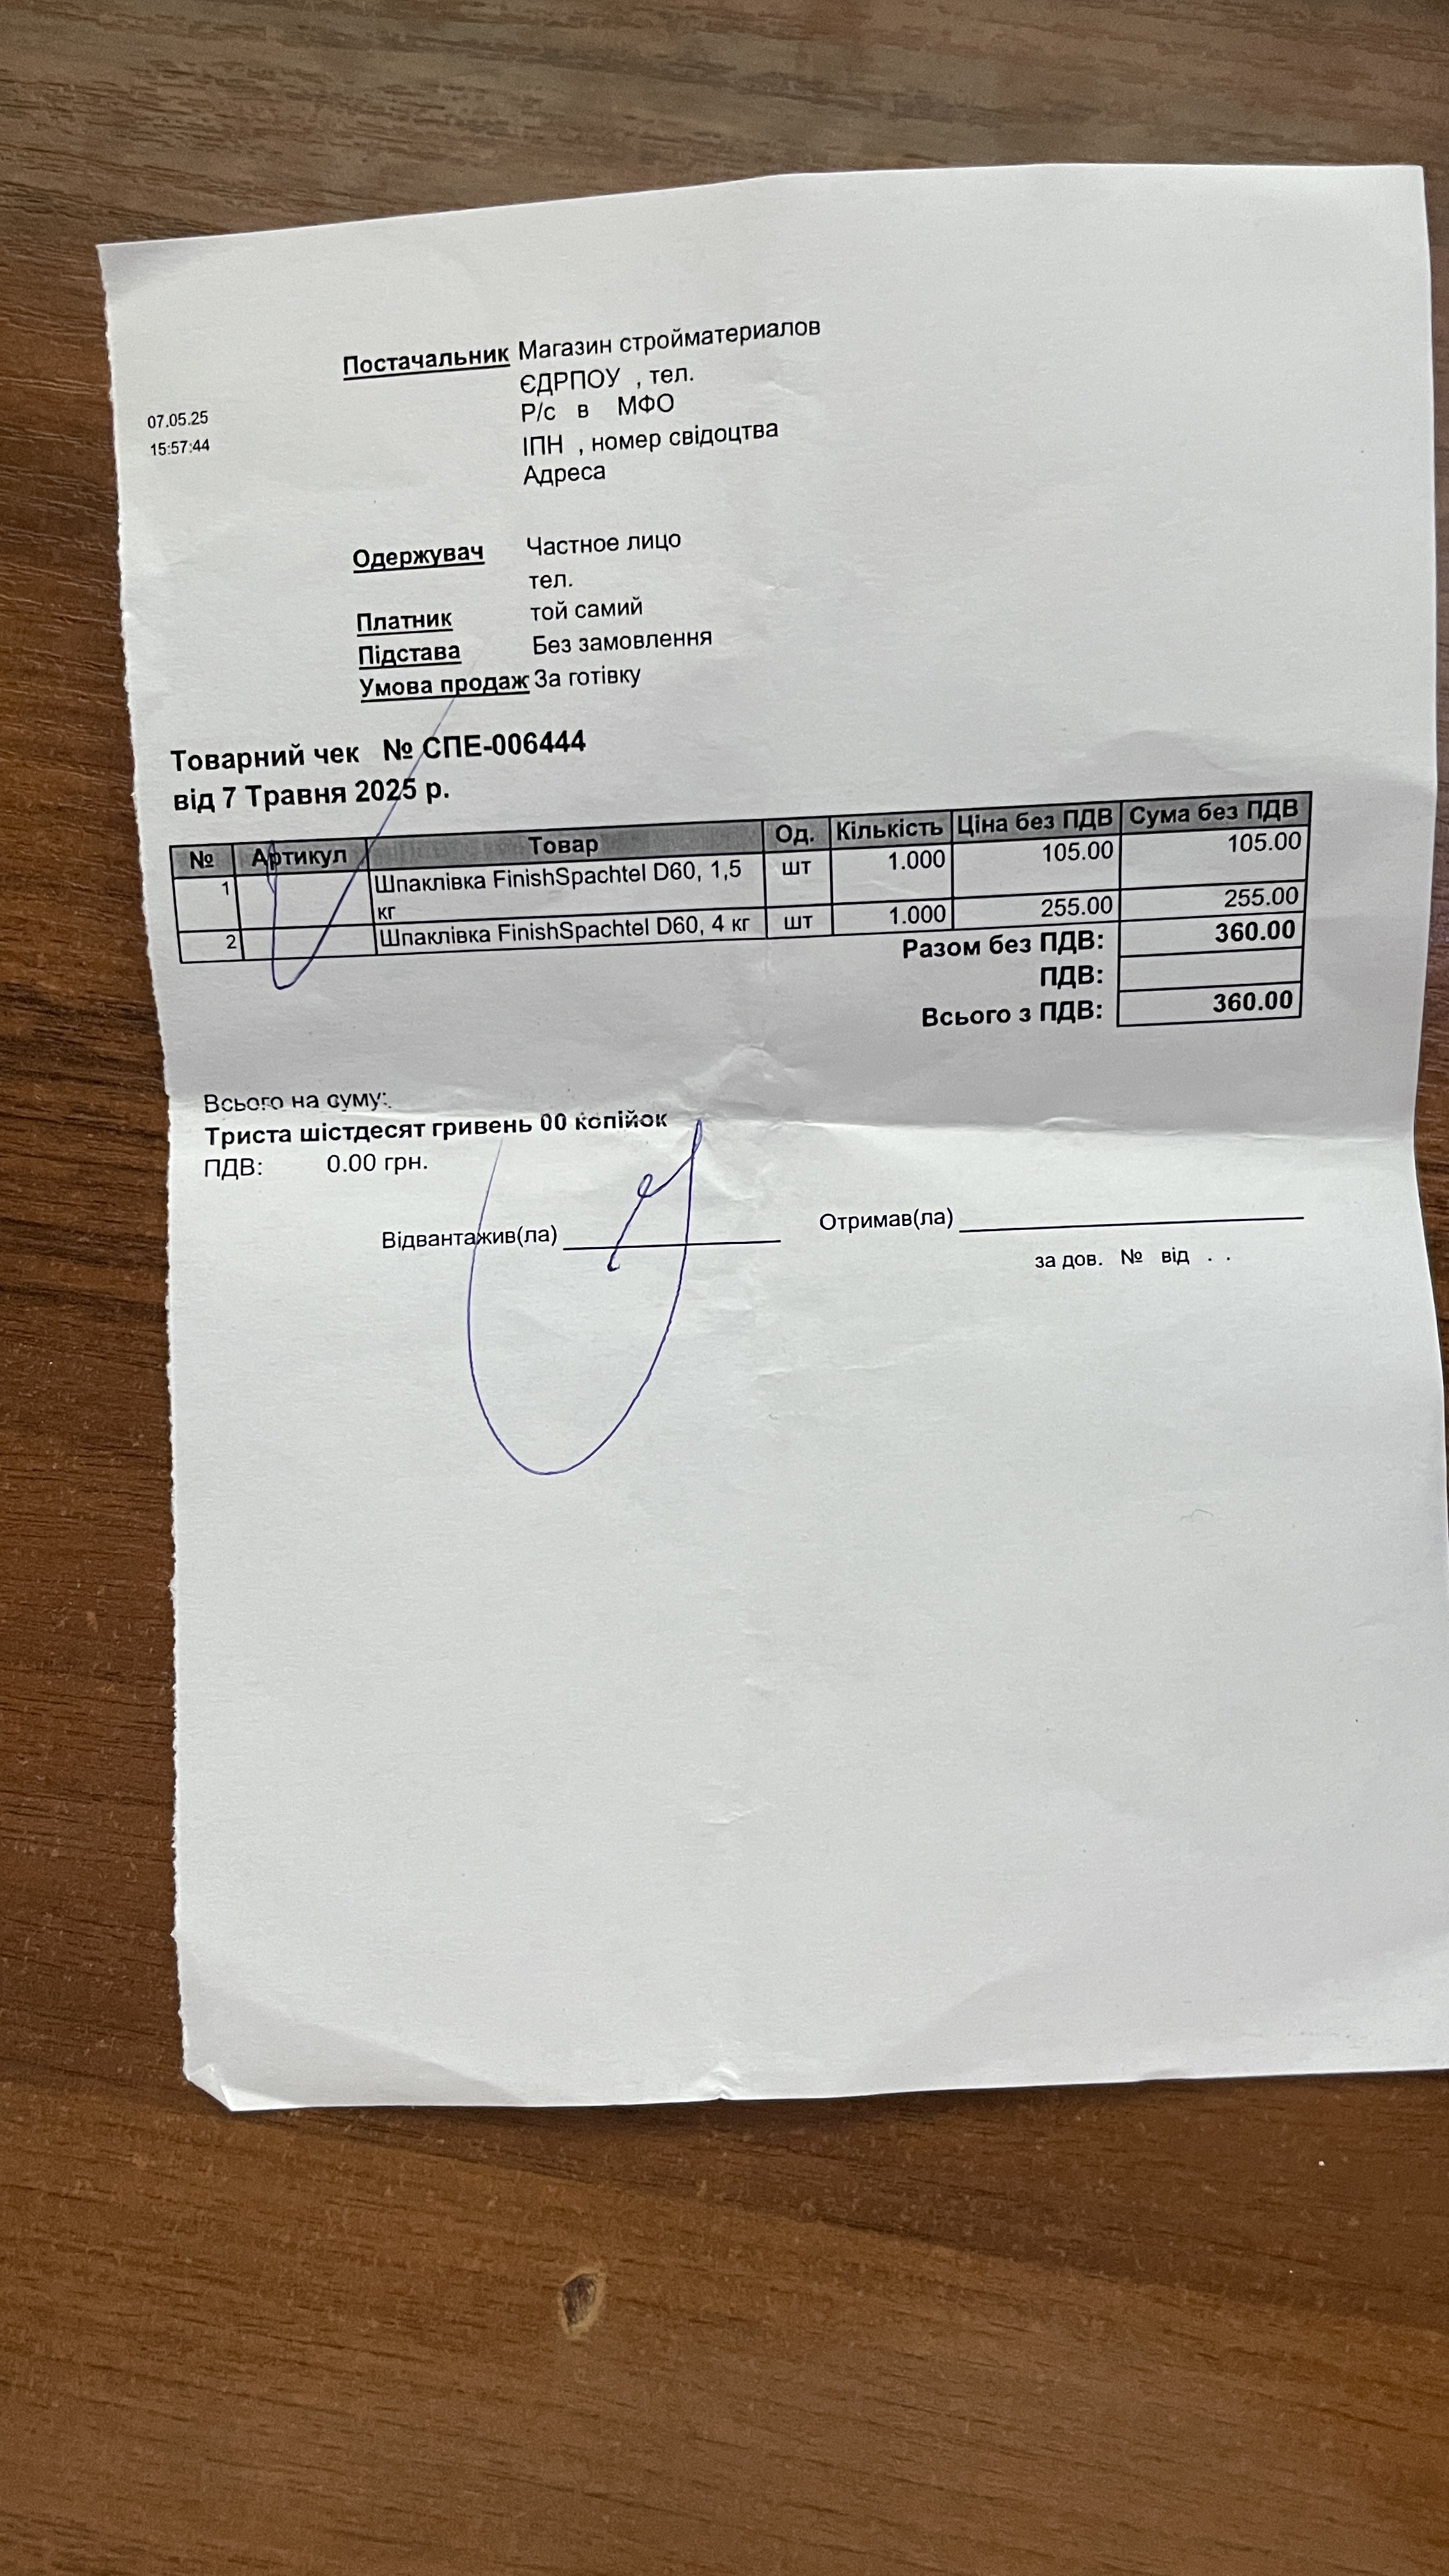 Постачальник Магазин стройматериалов
ЄДРПОУ , тел.
07.05.25 Р/с в МФО
15:57:44 ІПН , номер свідоцтва
Адреса
Одержувач Частное лицо
тел.
Платник той самий
Підстава Без замовлення
Умова продаж За готівку
Товарний чек № СПЕ-006444
від 7 Травня 2025 р.
№ Артикул Товар Од. Кількість Ціна без ПДВ Сума без ПДВ
1 Шпаклівка FinishSpachtel D60, 1,5 шт 1.000 105.00 105.00
кг
2 Шпаклівка FinishSpachtel D60, 4 кг шт 1.000 255.00 255.00
Разом без ПДВ: 360.00
ПДВ:
Всього з ПДВ: 360.00
Всього на суму:
Триста шістдесят гривень 00 копійок
ПДВ: 0.00 грн.
Відвантажив(ла) Отримав(ла)
за дов. № від . .